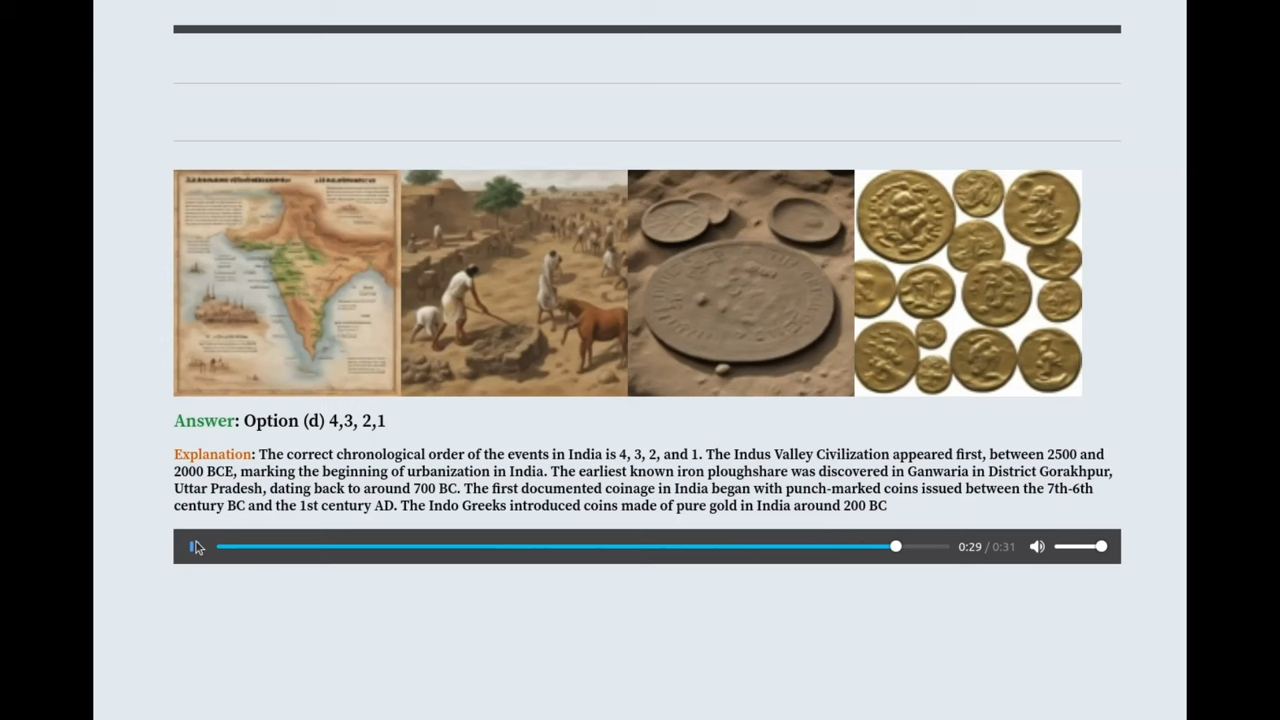 Answer: Option (d) 4,3, 2,1
Explanation: The correct chronological order of the events in India is 4, 3, 2, and 1. The Indus Valley Civilization appeared first, between 2500 and
2000 BCE, marking the beginning of urbanization in India. The earliest known iron ploughshare was discovered in Ganwaria in District Gorakhpur,
Uttar Pradesh, dating back to around 700 BC. The first documented coinage in India began with punch-marked coins issued between the 7th-6th
century BC and the 1st century AD. The Indo Greeks introduced coins made of pure gold in India around 200 BC
0:29 / 0:31